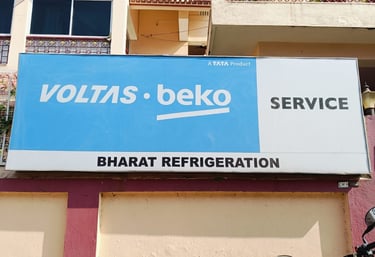 A TATA Product
VOLTAS · beko
SERVICE
BHARAT REFRIGERATION